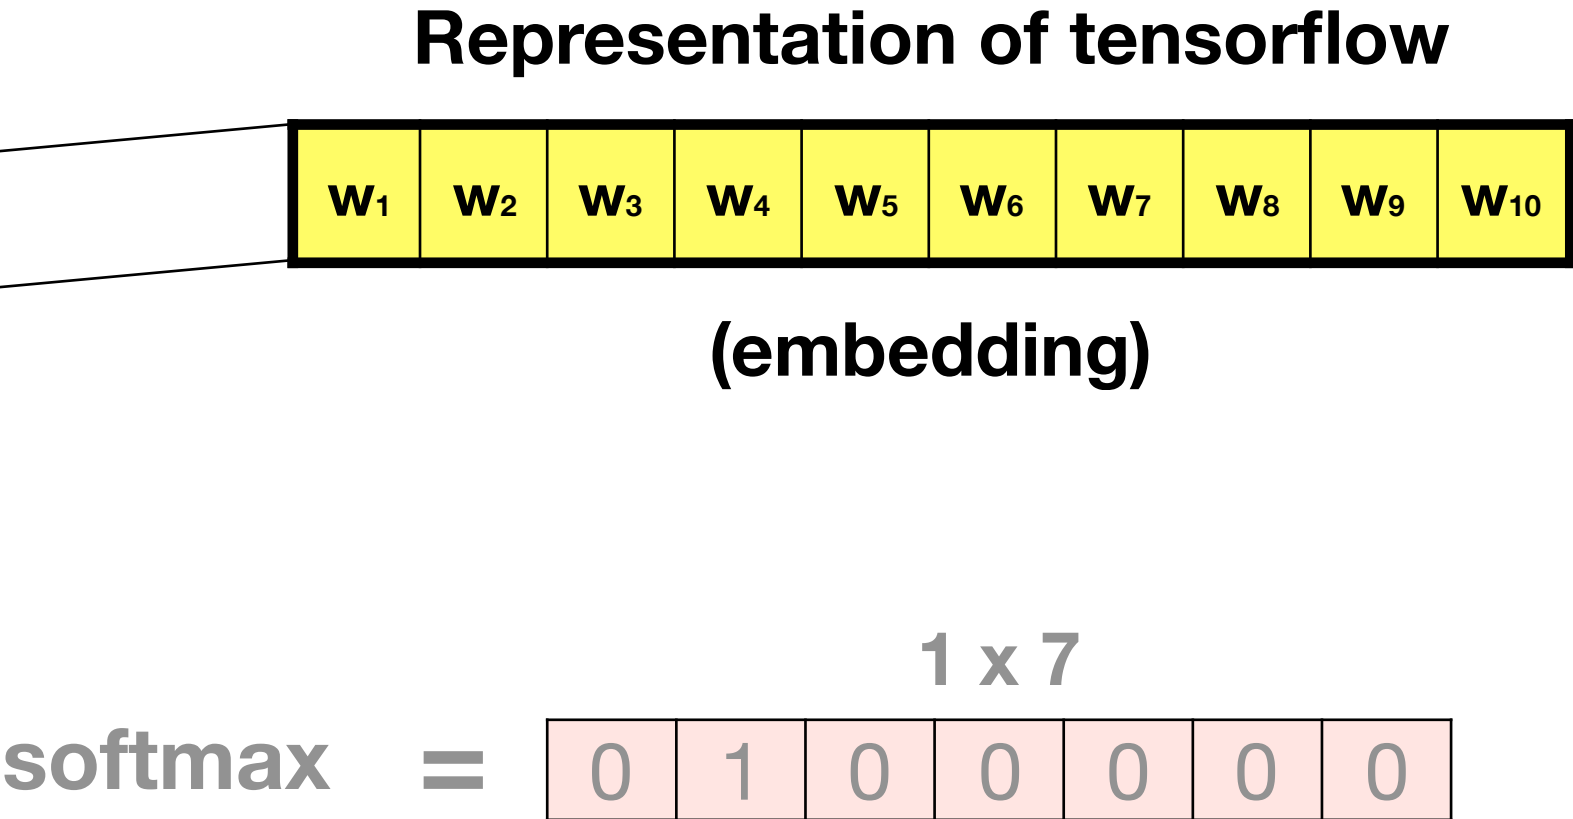 Representation of tensorflow
w₁ w₂ w₃ w₄ w₅ w₆ w₇ w₈ w₉ w₁₀
(embedding)
1 x 7
softmax = 0 1 0 0 0 0 0